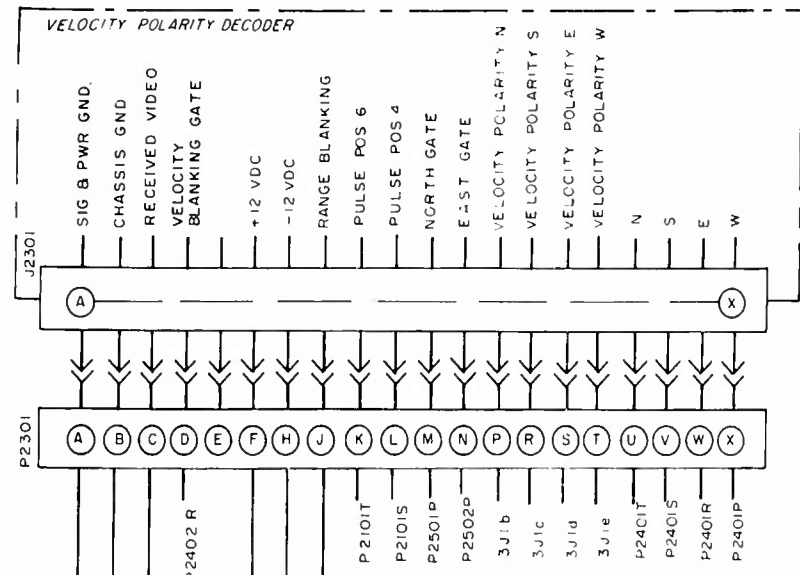 VELOCITY POLARITY DECODER
SIG & PWR GND.
CHASSIS GND
RECEIVED VIDEO
VELOCITY
BLANKING GATE
+12 VDC
-12 VDC
RANGE BLANKING
PULSE POS 6
PULSE POS 4
NORTH GATE
EAST GATE
VELOCITY POLARITY N
VELOCITY POLARITY S
VELOCITY POLARITY E
VELOCITY POLARITY W
N
S
E
W
J2301
A
X
P2301
A B C D E F H J K L M N P R S T U V W X
P2402 R
P2101T
P2101S
P2501P
P2502P
3J1b
3J1c
3J1d
3J1e
P2401T
P2401S
P2401R
P2401P